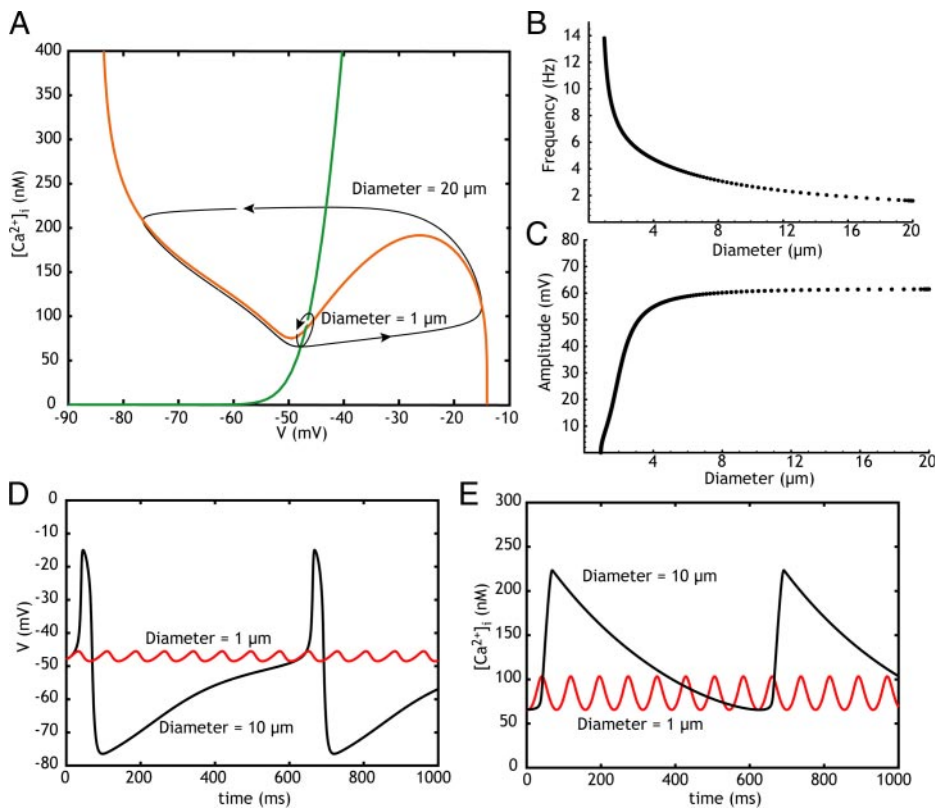 A
400
350
300
250
200
150
100
50
0
[Ca²⁺]ᵢ (nM)
Diameter = 20 µm
Diameter = 1 µm
-90 -80 -70 -60 -50 -40 -30 -20 -10
V (mV)
B
14
12
10
8
6
4
2
Frequency (Hz)
4 8 12 16 20
Diameter (µm)
C
80
70
60
50
40
30
20
10
Amplitude (mV)
4 8 12 16 20
Diameter (µm)
D
0
-10
-20
-30
-40
-50
-60
-70
-80
V (mV)
Diameter = 1 µm
Diameter = 10 µm
0 200 400 600 800 1000
time (ms)
E
300
250
200
150
100
50
0
[Ca²⁺]ᵢ (nM)
Diameter = 10 µm
Diameter = 1 µm
0 200 400 600 800 1000
time (ms)